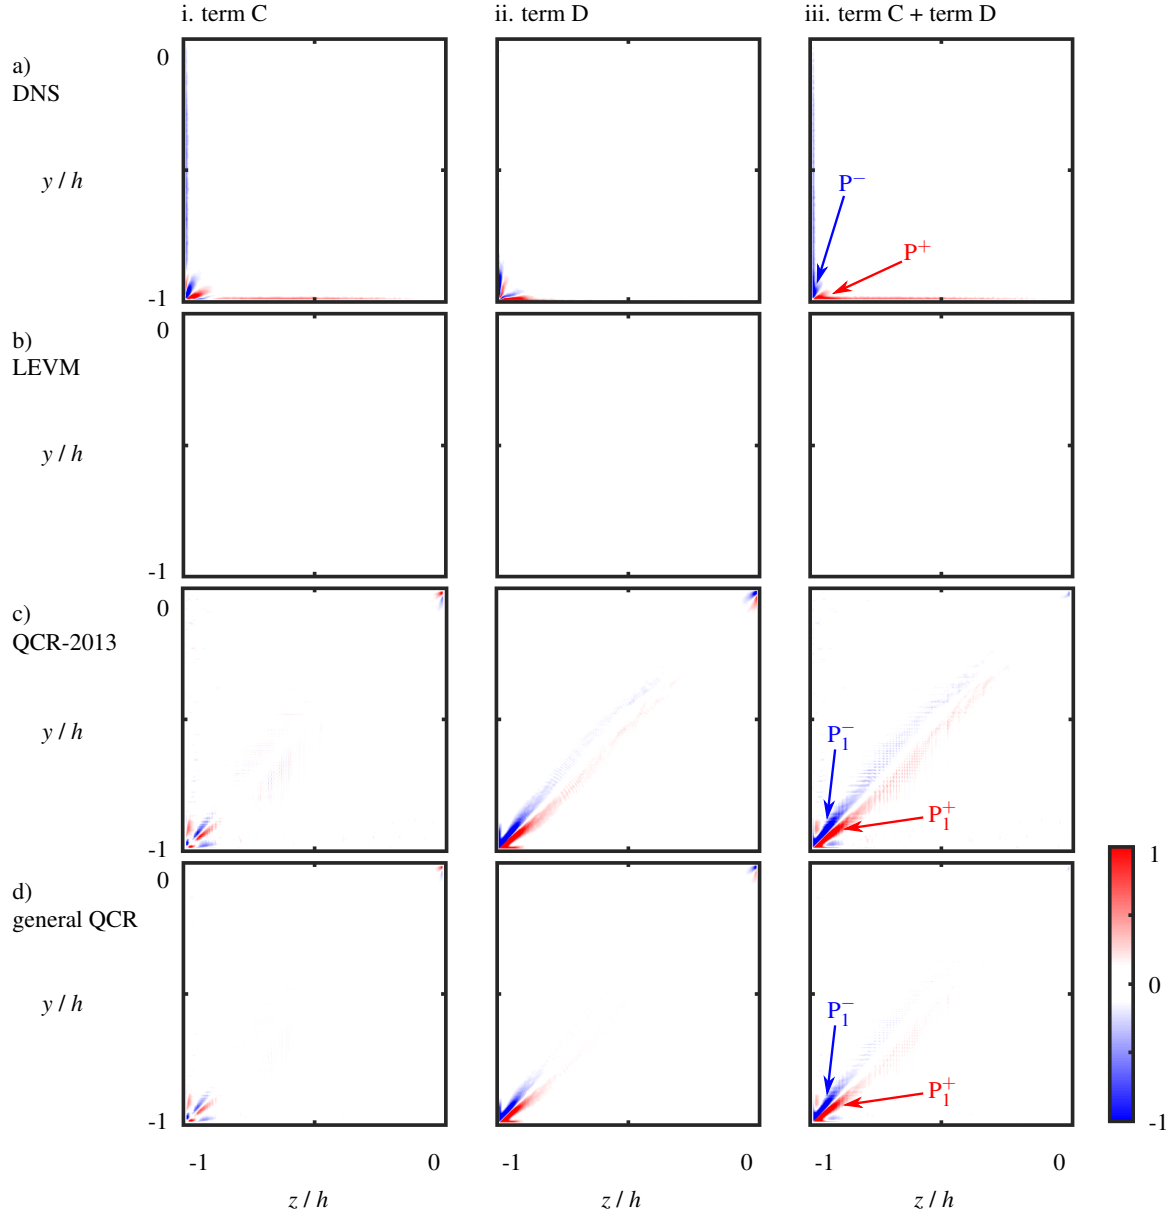 i. term C
ii. term D
iii. term C + term D
a)
DNS
0
y / h
-1
P−
P+
b)
LEVM
0
y / h
-1
c)
QCR-2013
0
y / h
-1
P1−
P1+
d)
general QCR
0
y / h
-1
P1−
P1+
1
0
-1
-1 0
-1 0
-1 0
z / h
z / h
z / h